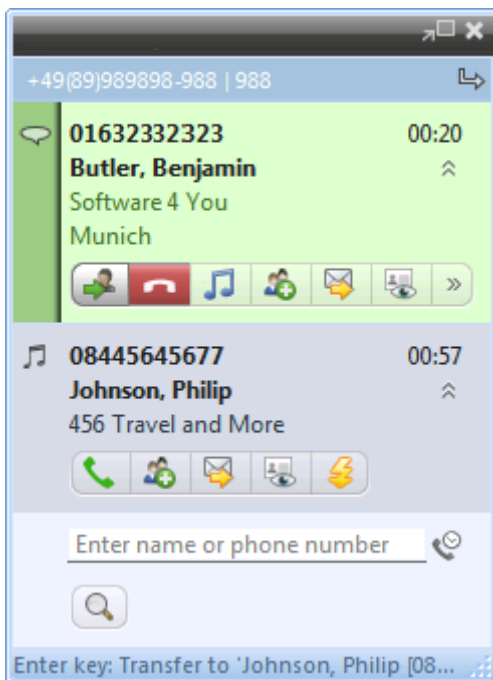 +49(89)989898-988 | 988
01632332323 00:20
Butler, Benjamin
Software 4 You
Munich
08445645677 00:57
Johnson, Philip
456 Travel and More
Enter name or phone number
Enter key: Transfer to 'Johnson, Philip [08...